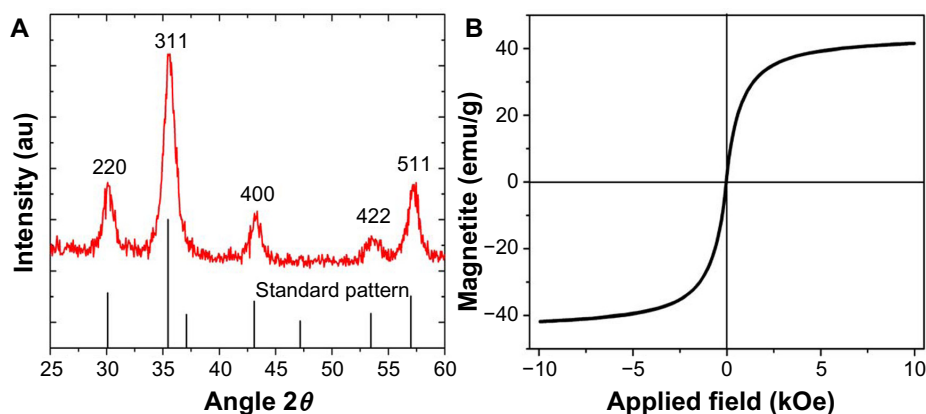 A
311
220
400
422
511
Standard pattern
Intensity (au)
25 30 35 40 45 50 55 60
Angle 2θ
B
40
20
0
−20
−40
Magnetite (emu/g)
−10 −5 0 5 10
Applied field (kOe)